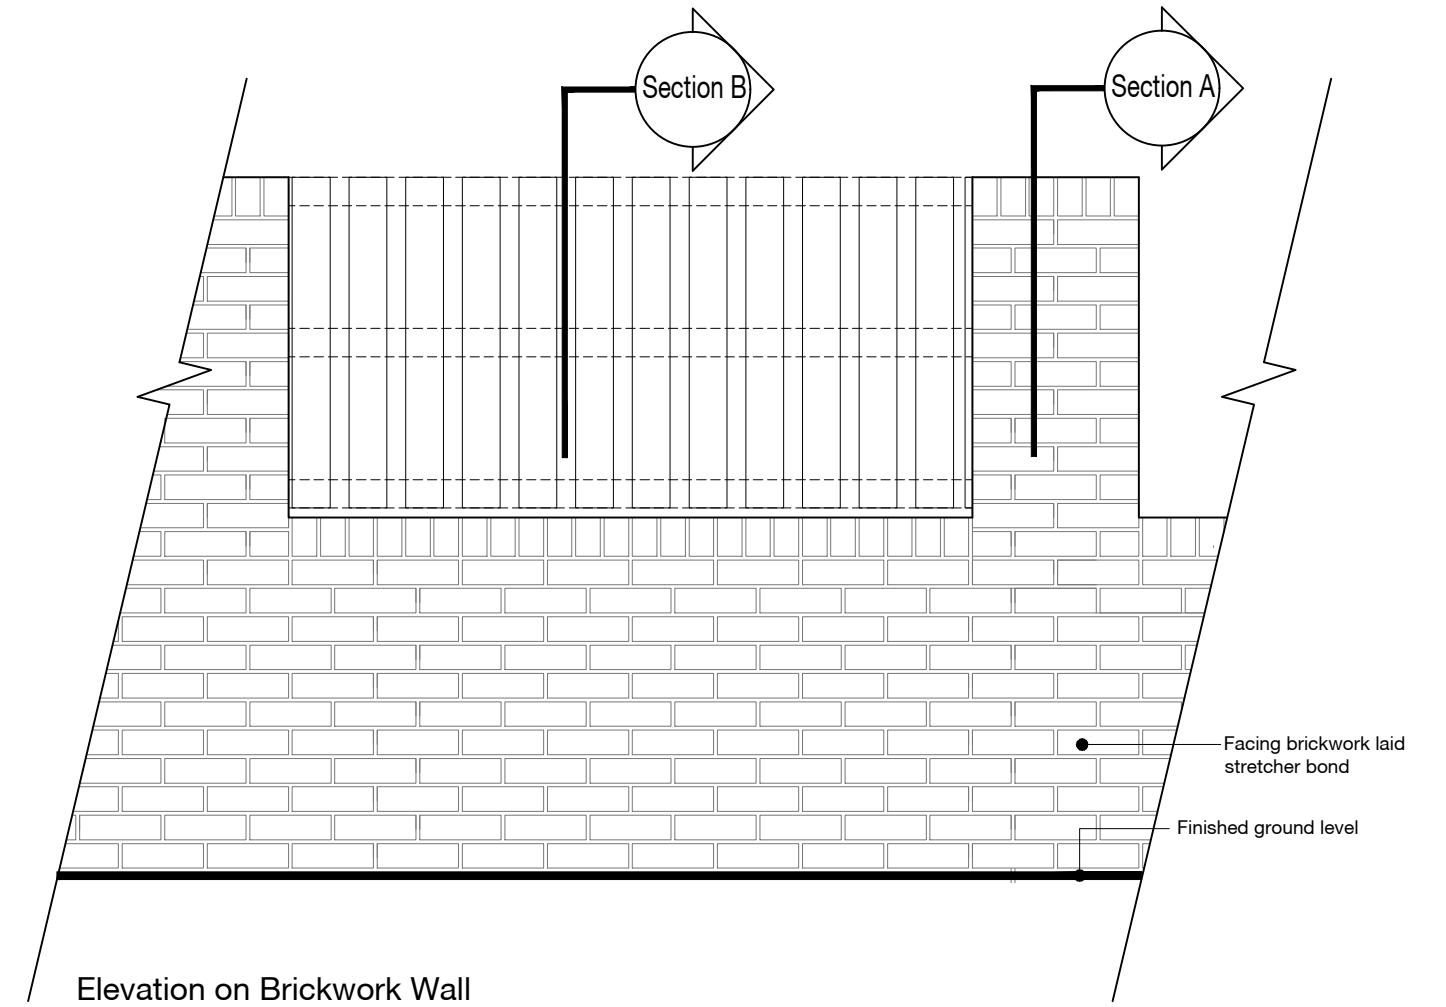 Section B
Section A
Facing brickwork laid
stretcher bond
Finished ground level
Elevation on Brickwork Wall